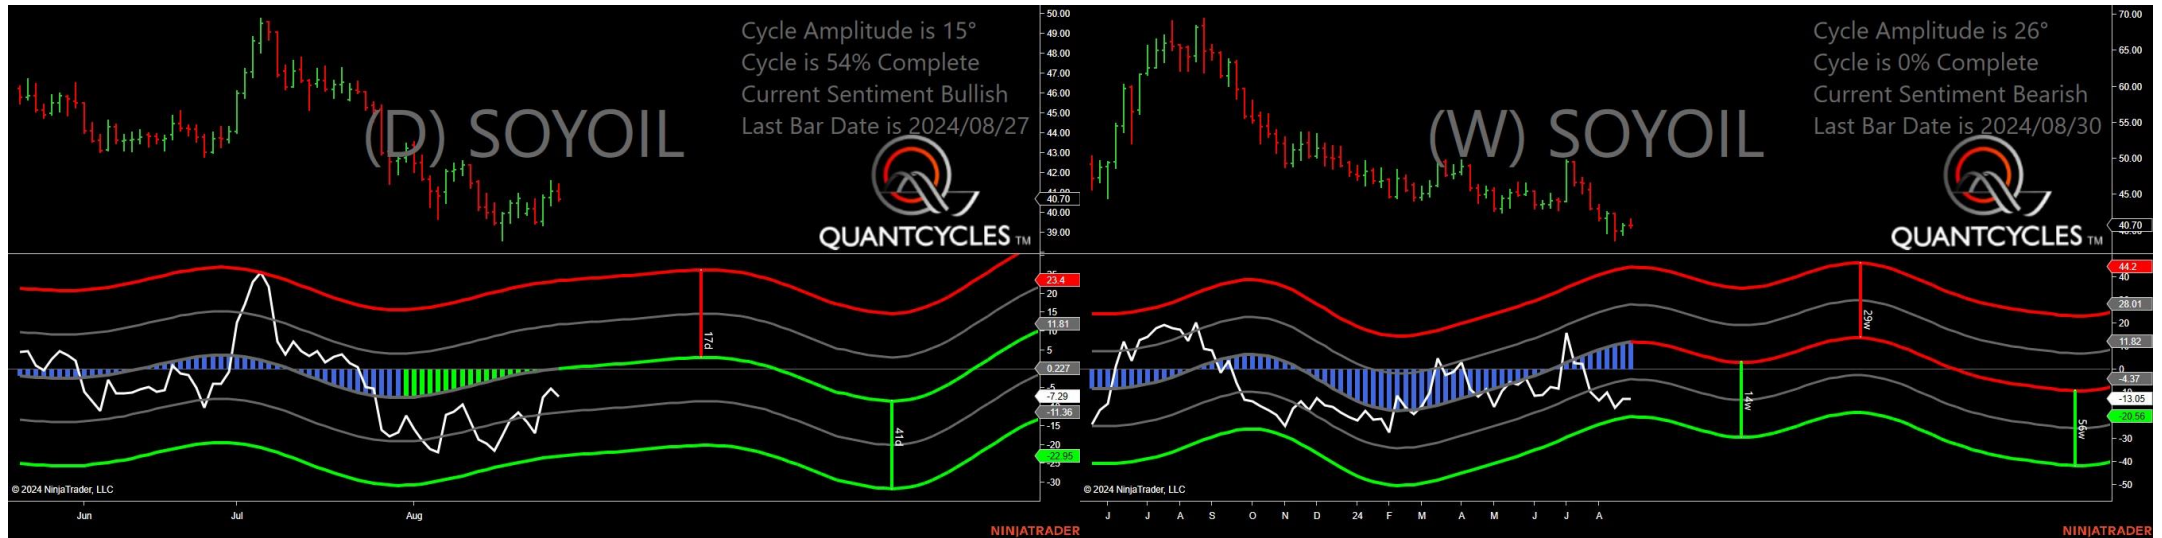 Cycle Amplitude is 15°
Cycle is 54% Complete
Current Sentiment Bullish
Last Bar Date is 2024/08/27
(D) SOYOIL
QUANTCYCLES TM
50.00
49.00
48.00
47.00
46.00
45.00
44.00
43.00
42.00
41.00
40.70
40.00
39.00
23.4
20
15
11.81
10
5
0.227
-5
-7.29
-11.36
-15
-20
-22.95
-25
-30
17d
41d
© 2024 NinjaTrader, LLC
Jun Jul Aug
NINJATRADER
Cycle Amplitude is 26°
Cycle is 0% Complete
Current Sentiment Bearish
Last Bar Date is 2024/08/30
(W) SOYOIL
QUANTCYCLES TM
70.00
65.00
60.00
55.00
50.00
45.00
40.70
44.2
40
28.01
20
11.82
0
-4.37
-13.05
-20.56
-30
-40
-50
29w
14w
56w
© 2024 NinjaTrader, LLC
J J A S O N D 24 F M A M J J A
NINJATRADER